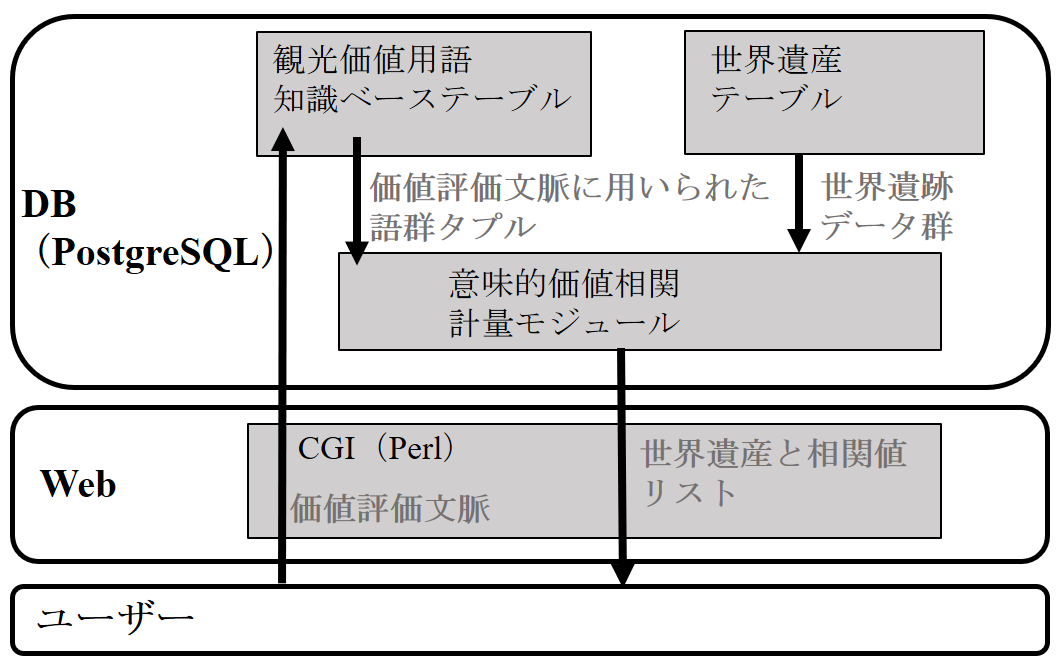 観光価値用語
知識ベーステーブル
世界遺産
テーブル
DB
（PostgreSQL）
価値評価文脈に用いられた
語群タプル
世界遺跡
データ群
意味的価値相関
計量モジュール
Web
CGI（Perl）
価値評価文脈
世界遺産と相関値
リスト
ユーザー